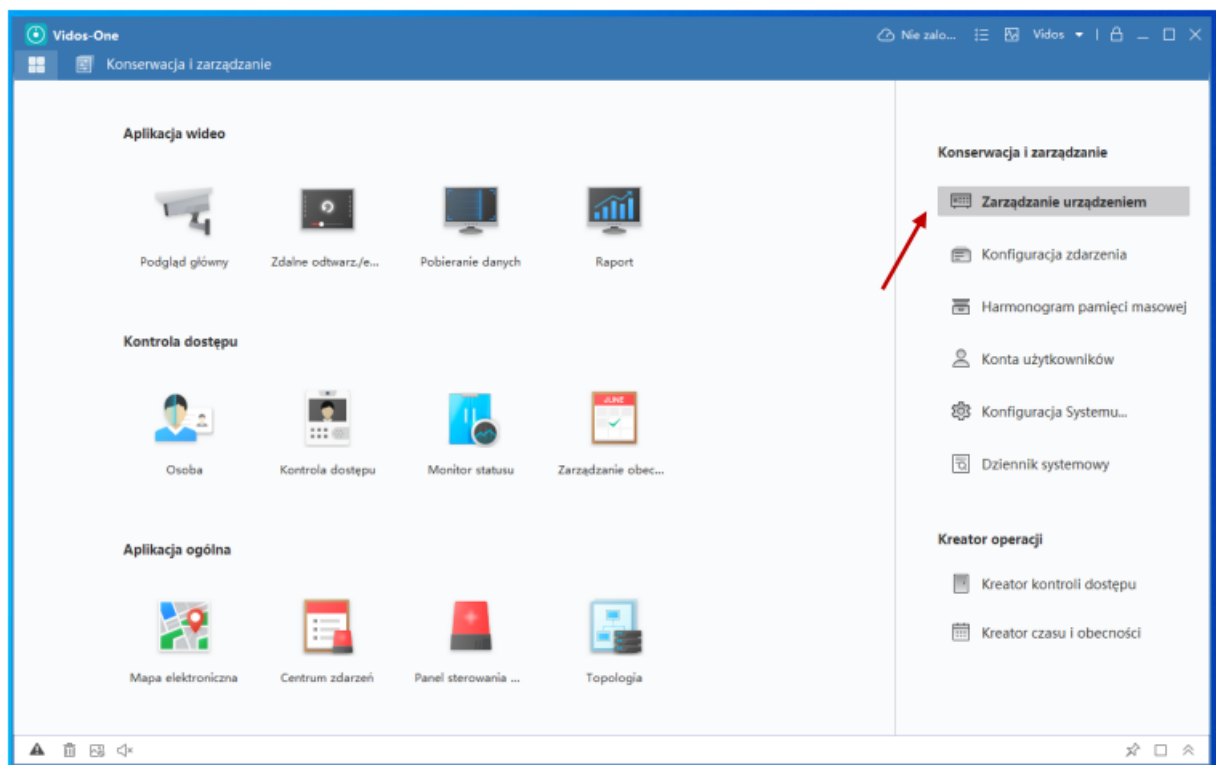 Vidos-One
Nie zalo...
Vidos
Konserwacja i zarządzanie
Aplikacja wideo
Podgląd główny
Zdalne odtwarz./e...
Pobieranie danych
Raport
Kontrola dostępu
JUNE
Osoba
Kontrola dostępu
Monitor statusu
Zarządzanie obec...
Aplikacja ogólna
Mapa elektroniczna
Centrum zdarzeń
Panel sterowania ...
Topologia
Konserwacja i zarządzanie
Zarządzanie urządzeniem
Konfiguracja zdarzenia
Harmonogram pamięci masowej
Konta użytkowników
Konfiguracja Systemu...
Dziennik systemowy
Kreator operacji
Kreator kontroli dostępu
Kreator czasu i obecności